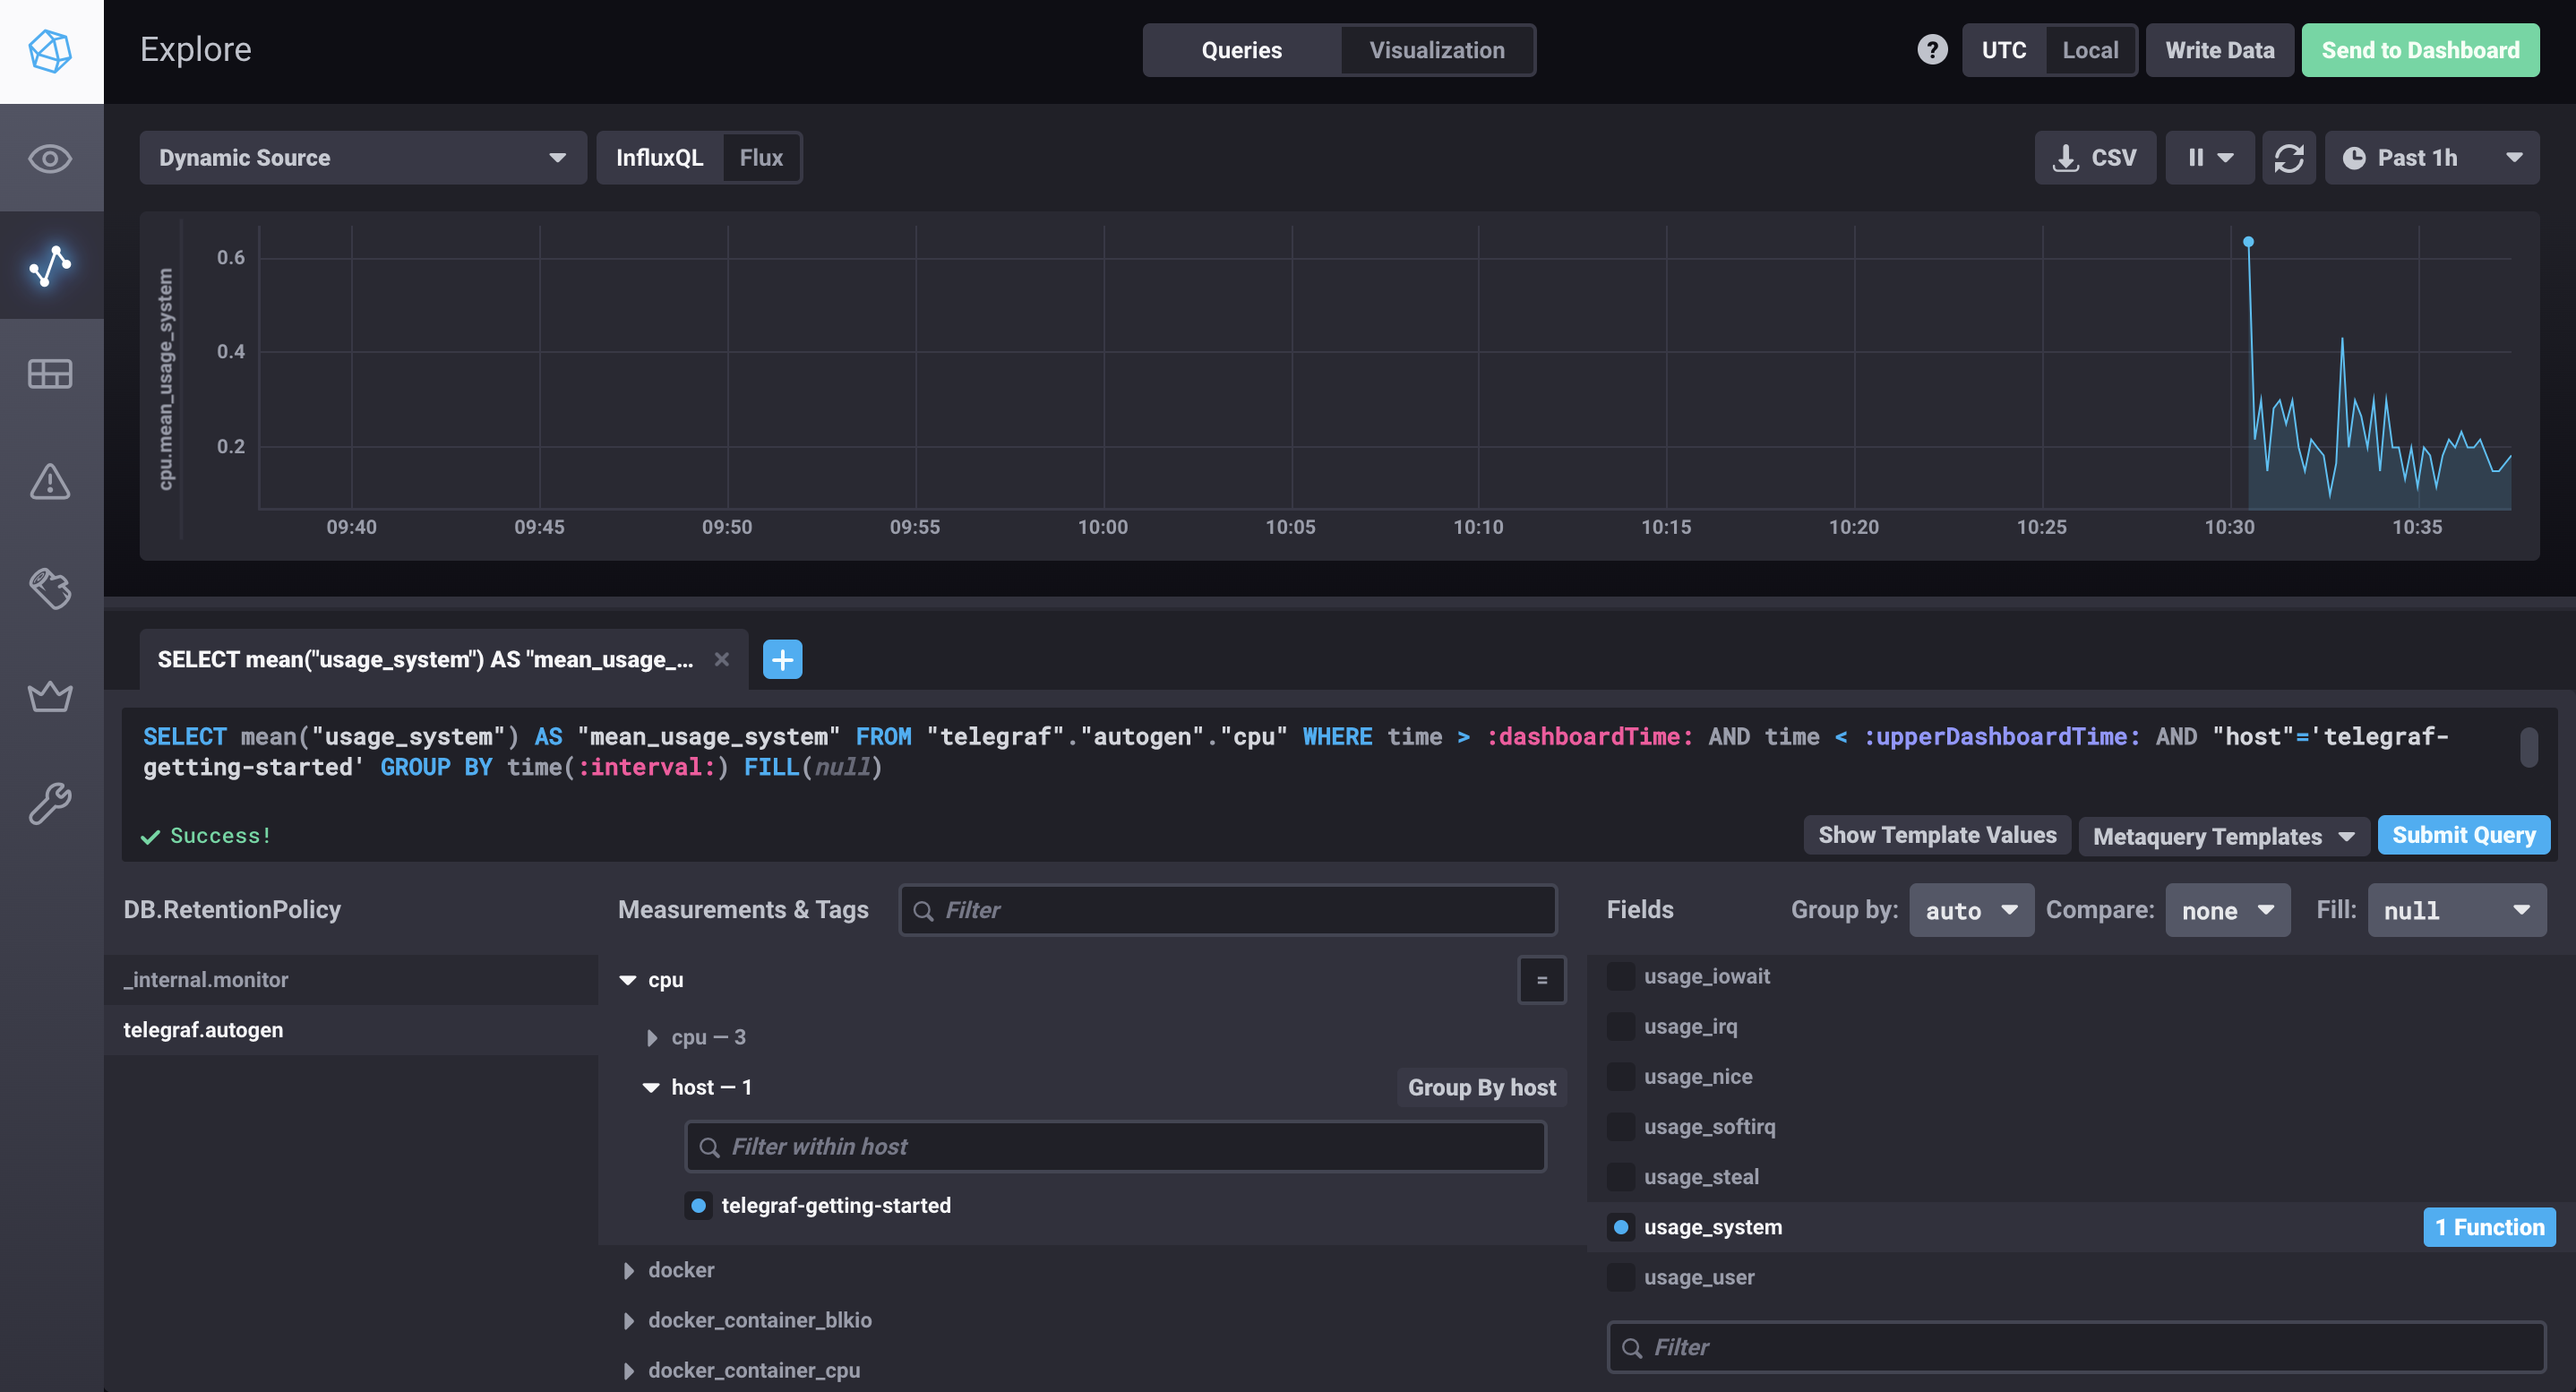 Explore
Queries
Visualization
?
UTC
Local
Write Data
Send to Dashboard
Dynamic Source
InfluxQL
Flux
CSV
Past 1h
cpu.mean_usage_system
0.6
0.4
0.2
09:40
09:45
09:50
09:55
10:00
10:05
10:10
10:15
10:20
10:25
10:30
10:35
SELECT mean("usage_system") AS "mean_usage_...
SELECT mean("usage_system") AS "mean_usage_system" FROM "telegraf"."autogen"."cpu" WHERE time > :dashboardTime: AND time < :upperDashboardTime: AND "host"='telegraf-
getting-started' GROUP BY time(:interval:) FILL(null)
Success!
Show Template Values
Metaquery Templates
Submit Query
DB.RetentionPolicy
_internal.monitor
telegraf.autogen
Measurements & Tags
Filter
cpu
=
cpu — 3
host — 1
Group By host
Filter within host
telegraf-getting-started
docker
docker_container_blkio
docker_container_cpu
Fields
Group by:
auto
Compare:
none
Fill:
null
usage_iowait
usage_irq
usage_nice
usage_softirq
usage_steal
usage_system
1 Function
usage_user
Filter